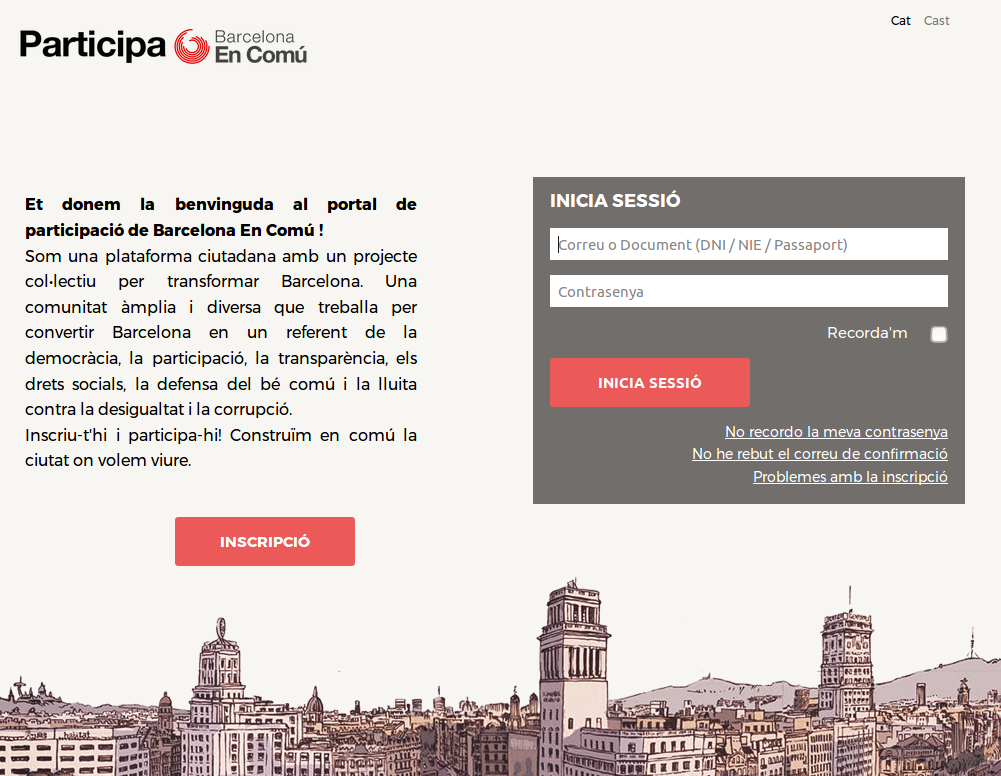 Cat Cast
Participa Barcelona
En Comú
Et donem la benvinguda al portal de
participació de Barcelona En Comú !
Som una plataforma ciutadana amb un projecte
col·lectiu per transformar Barcelona. Una
comunitat àmplia i diversa que treballa per
convertir Barcelona en un referent de la
democràcia, la participació, la transparència, els
drets socials, la defensa del bé comú i la lluita
contra la desigualtat i la corrupció.
Inscriu-t'hi i participa-hi! Construïm en comú la
ciutat on volem viure.
INSCRIPCIÓ
INICIA SESSIÓ
Correu o Document (DNI / NIE / Passaport)
Contrasenya
Recorda'm
INICIA SESSIÓ
No recordo la meva contrasenya
No he rebut el correu de confirmació
Problemes amb la inscripció
habitat